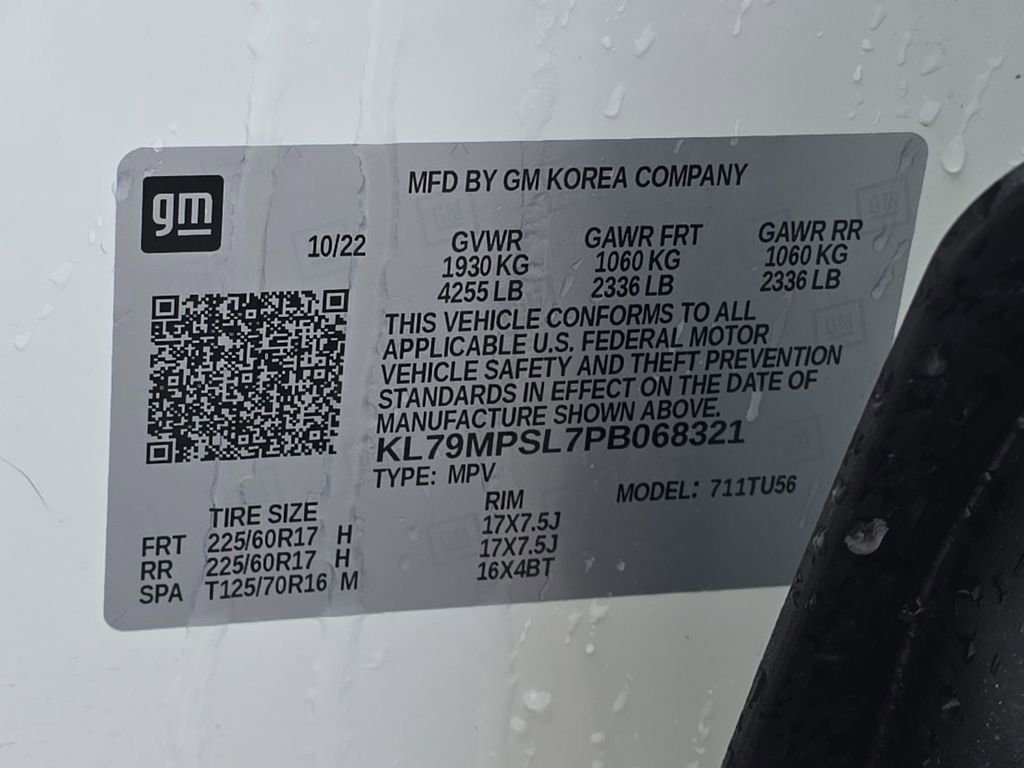 gm
MFD BY GM KOREA COMPANY
10/22 GVWR GAWR FRT GAWR RR
1930 KG 1060 KG 1060 KG
4255 LB 2336 LB 2336 LB
THIS VEHICLE CONFORMS TO ALL
APPLICABLE U.S. FEDERAL MOTOR
VEHICLE SAFETY AND THEFT PREVENTION
STANDARDS IN EFFECT ON THE DATE OF
MANUFACTURE SHOWN ABOVE.
KL79MPSL7PB068321
TYPE: MPV
MODEL: 711TU56
TIRE SIZE RIM
FRT 225/60R17 H 17X7.5J
RR 225/60R17 H 17X7.5J
SPA T125/70R16 M 16X4BT